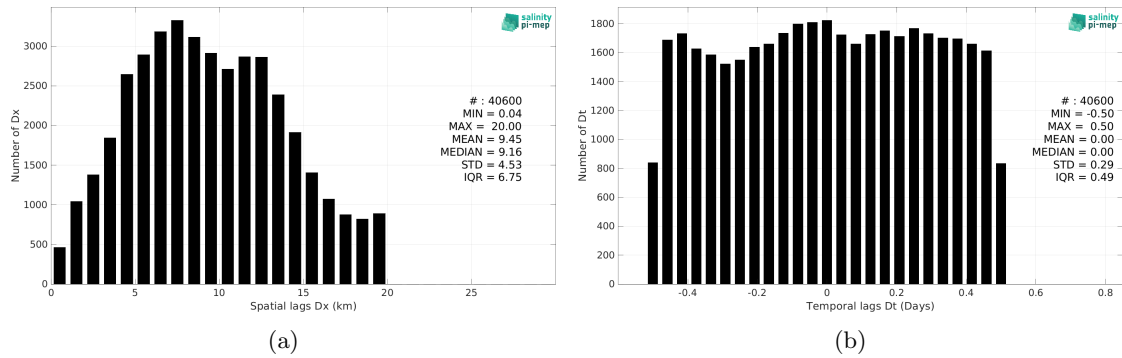 3000
2500
2000
1500
1000
500
0
Number of Dx
0
5
10
15
20
25
Spatial lags Dx (km)
salinity
pi-mep
# : 40600
MIN = 0.04
MAX = 20.00
MEAN = 9.45
MEDIAN = 9.16
STD = 4.53
IQR = 6.75
(a)
1800
1600
1400
1200
1000
800
600
400
200
0
Number of Dt
-0.4
-0.2
0
0.2
0.4
0.6
0.8
Temporal lags Dt (Days)
salinity
pi-mep
# : 40600
MIN = -0.50
MAX = 0.50
MEAN = 0.00
MEDIAN = 0.00
STD = 0.29
IQR = 0.49
(b)